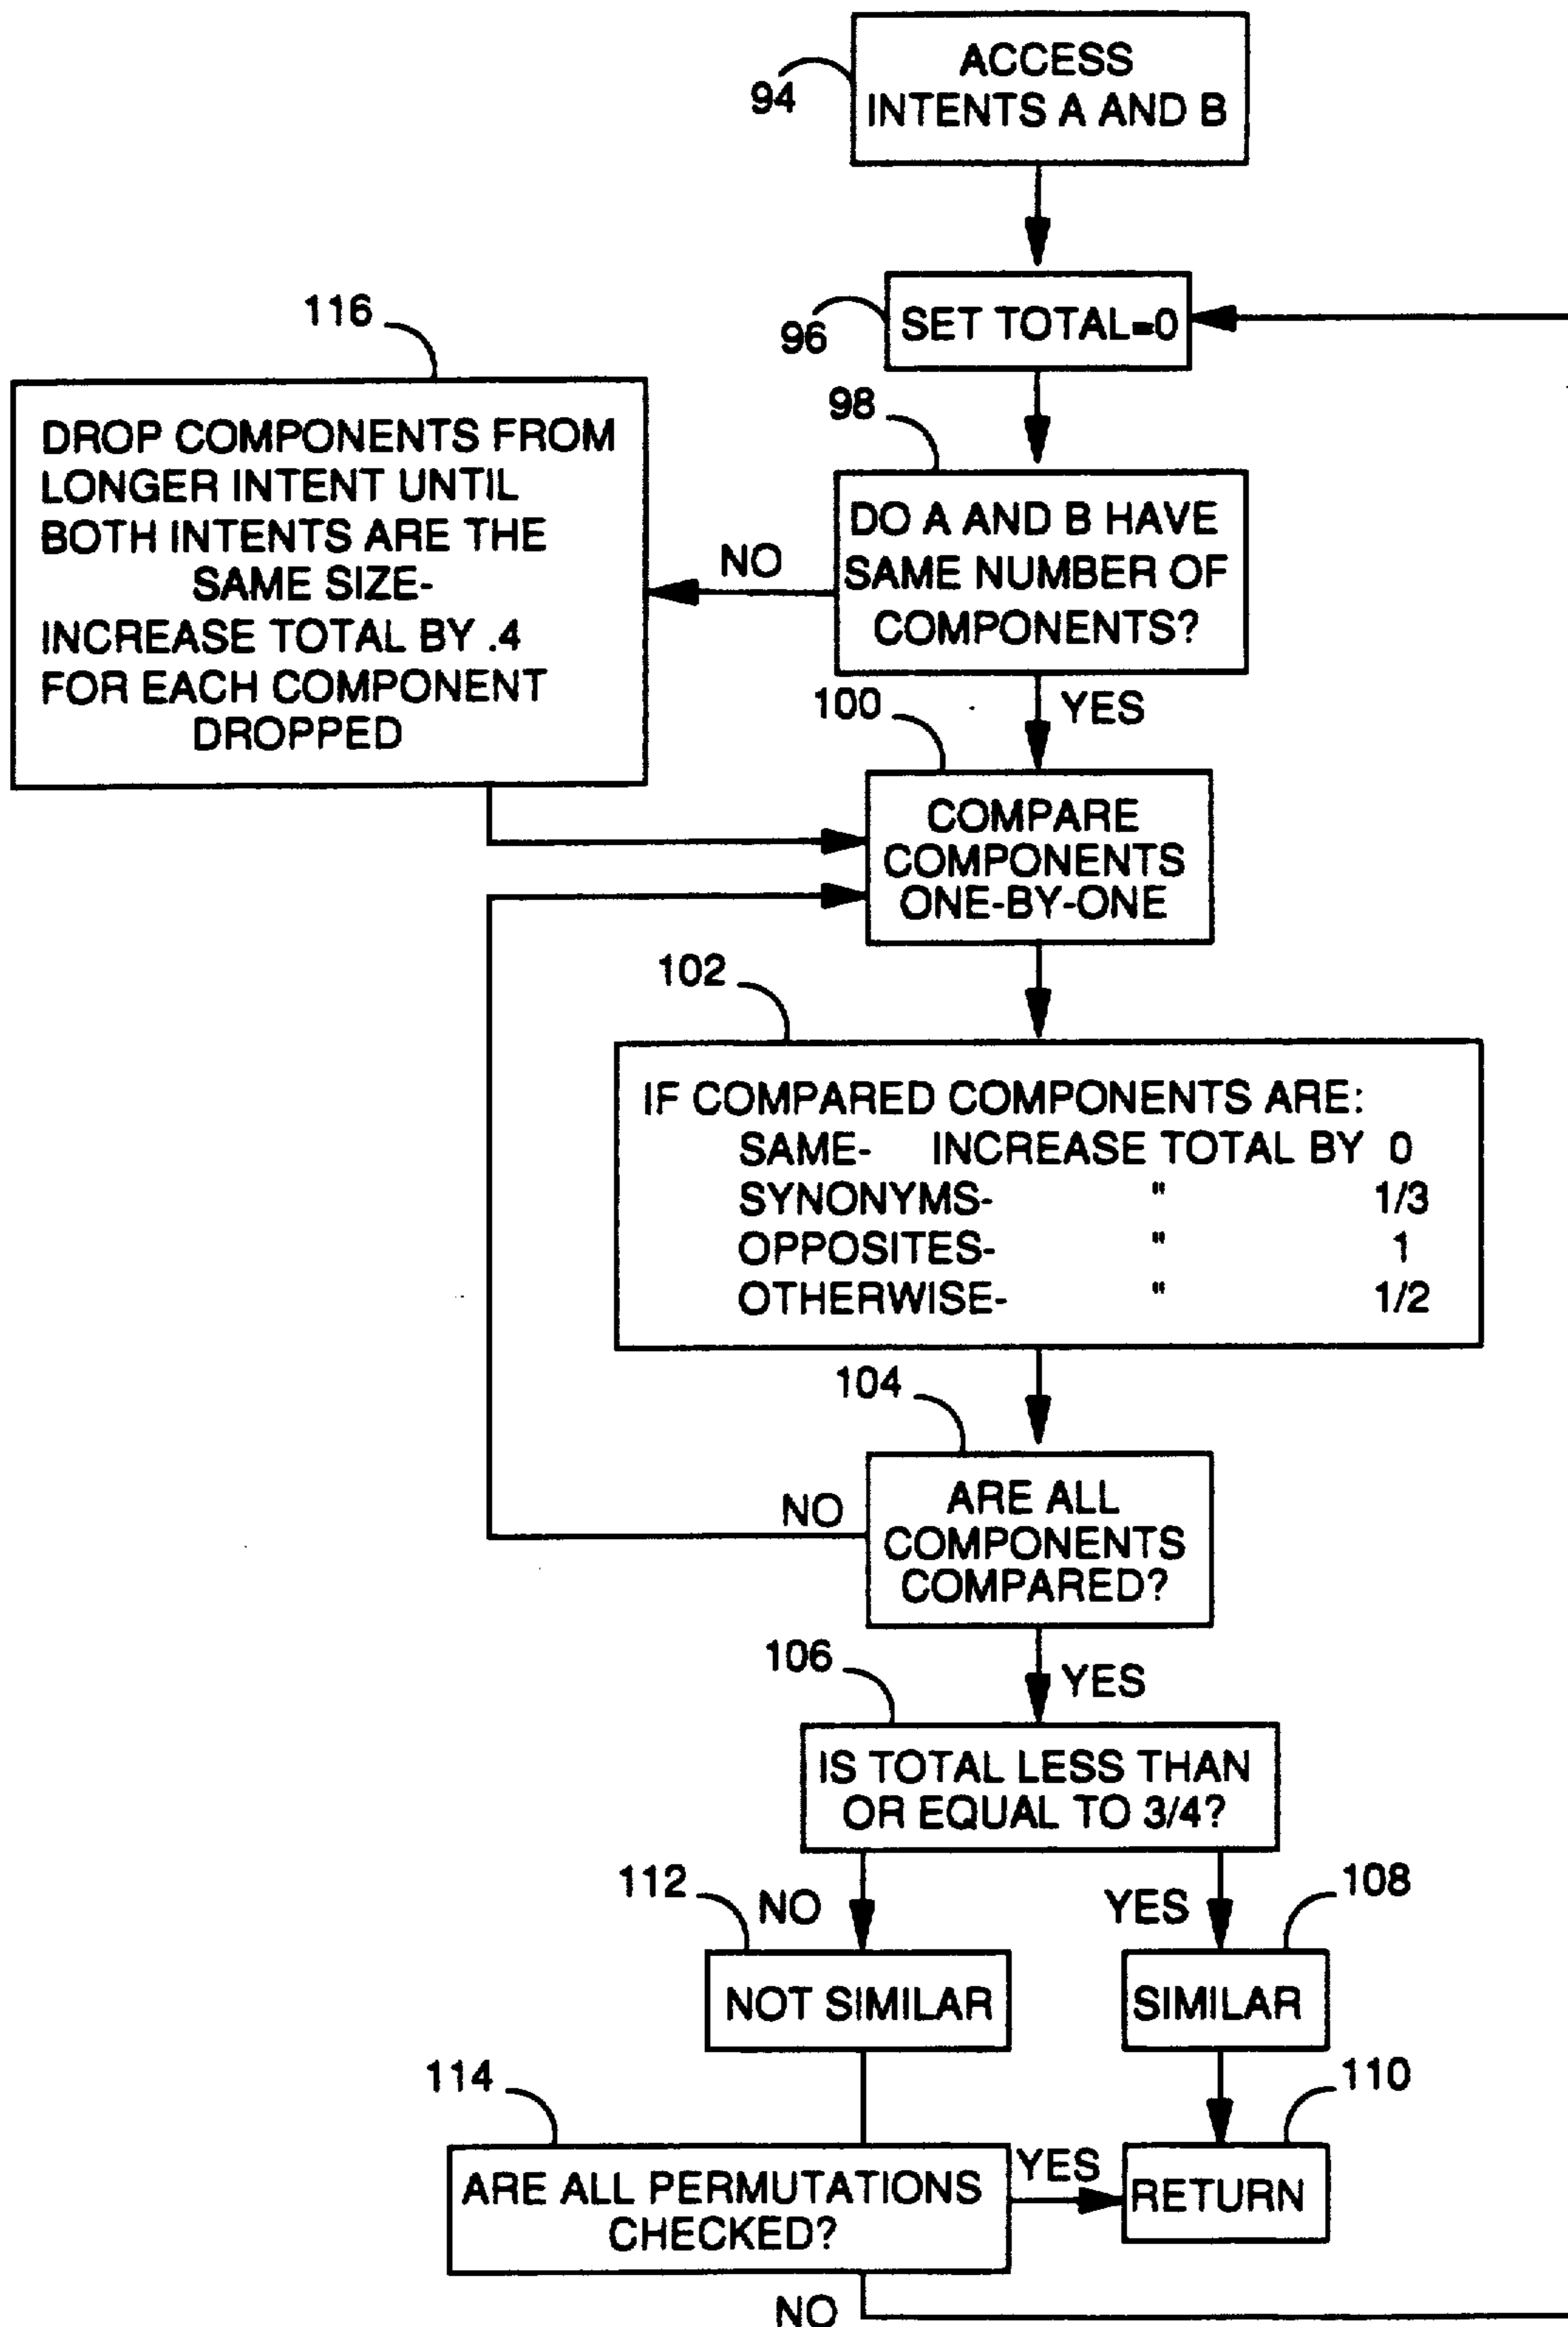 ACCESS
INTENTS A AND B
94
SET TOTAL=0
96
116
DROP COMPONENTS FROM
LONGER INTENT UNTIL
BOTH INTENTS ARE THE
SAME SIZE-
INCREASE TOTAL BY .4
FOR EACH COMPONENT
DROPPED
98
DO A AND B HAVE
SAME NUMBER OF
COMPONENTS?
NO
YES
100
COMPARE
COMPONENTS
ONE-BY-ONE
102
IF COMPARED COMPONENTS ARE:
SAME- INCREASE TOTAL BY 0
SYNONYMS- " 1/3
OPPOSITES- " 1
OTHERWISE- " 1/2
104
ARE ALL
COMPONENTS
COMPARED?
NO
YES
106
IS TOTAL LESS THAN
OR EQUAL TO 3/4?
112
NO
YES
108
NOT SIMILAR
SIMILAR
114
110
ARE ALL PERMUTATIONS
CHECKED?
YES
RETURN
NO